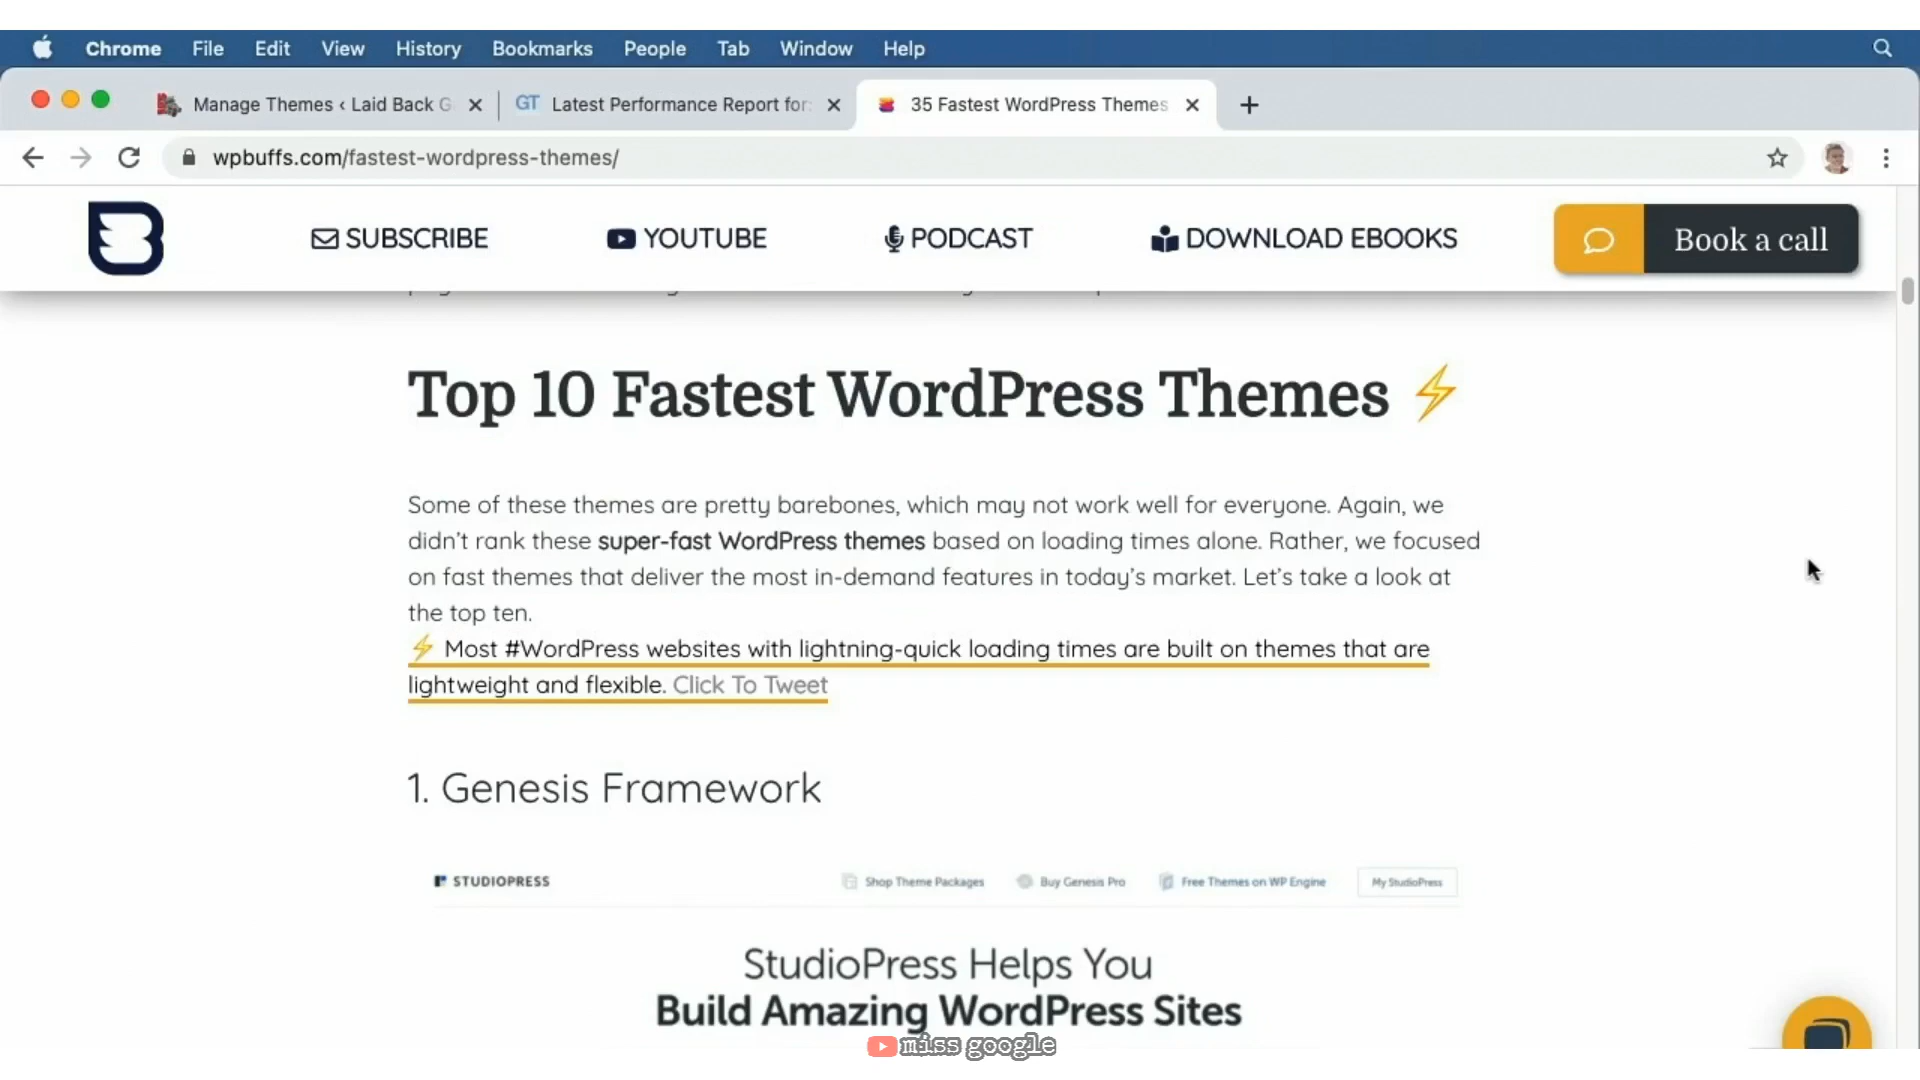 Chrome File Edit View History Bookmarks People Tab Window Help
Manage Themes ‹ Laid Back G
GT Latest Performance Report for:
35 Fastest WordPress Themes
wpbuffs.com/fastest-wordpress-themes/
SUBSCRIBE YOUTUBE PODCAST DOWNLOAD EBOOKS Book a call
Top 10 Fastest WordPress Themes ⚡
Some of these themes are pretty barebones, which may not work well for everyone. Again, we
didn't rank these super-fast WordPress themes based on loading times alone. Rather, we focused
on fast themes that deliver the most in-demand features in today's market. Let's take a look at
the top ten.
⚡ Most #WordPress websites with lightning-quick loading times are built on themes that are
lightweight and flexible. Click To Tweet
1. Genesis Framework
STUDIOPRESS Shop Theme Packages Buy Genesis Pro Free Themes on WP Engine My StudioPress
StudioPress Helps You
Build Amazing WordPress Sites
miss google